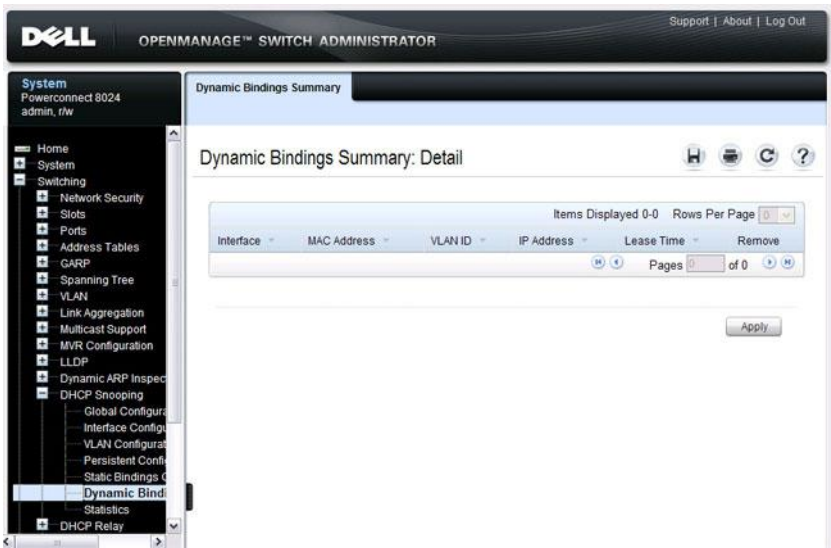 Support | About | Log Out
DELL
OPENMANAGE™ SWITCH ADMINISTRATOR
System
Powerconnect 8024
admin, r/w
Dynamic Bindings Summary
Home
System
Switching
Network Security
Slots
Ports
Address Tables
GARP
Spanning Tree
VLAN
Link Aggregation
Multicast Support
MVR Configuration
LLDP
Dynamic ARP Inspec
DHCP Snooping
Global Configura
Interface Configu
VLAN Configurat
Persistent Confi
Static Bindings C
Dynamic Bindi
Statistics
DHCP Relay
Dynamic Bindings Summary: Detail
?
Items Displayed 0-0 Rows Per Page 0
Interface MAC Address VLAN ID IP Address Lease Time Remove
Pages 0 of 0
Apply